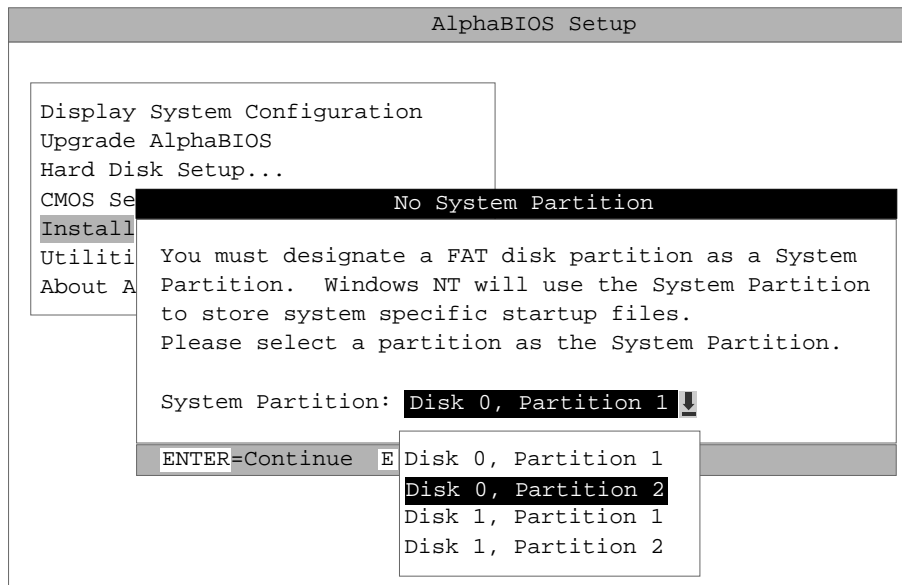 AlphaBIOS Setup
Display System Configuration
Upgrade AlphaBIOS
Hard Disk Setup...
CMOS Se
Install
Utiliti
About A
No System Partition
You must designate a FAT disk partition as a System
Partition.  Windows NT will use the System Partition
to store system specific startup files.
Please select a partition as the System Partition.
System Partition: Disk 0, Partition 1
ENTER=Continue E
Disk 0, Partition 1
Disk 0, Partition 2
Disk 1, Partition 1
Disk 1, Partition 2